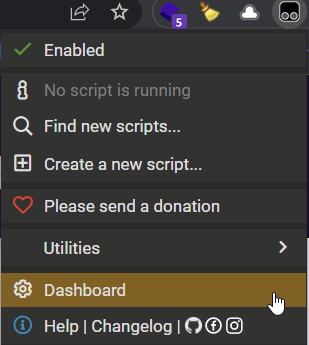 5
Enabled
No script is running
Find new scripts...
Create a new script...
Please send a donation
Utilities
Dashboard
Help | Changelog |